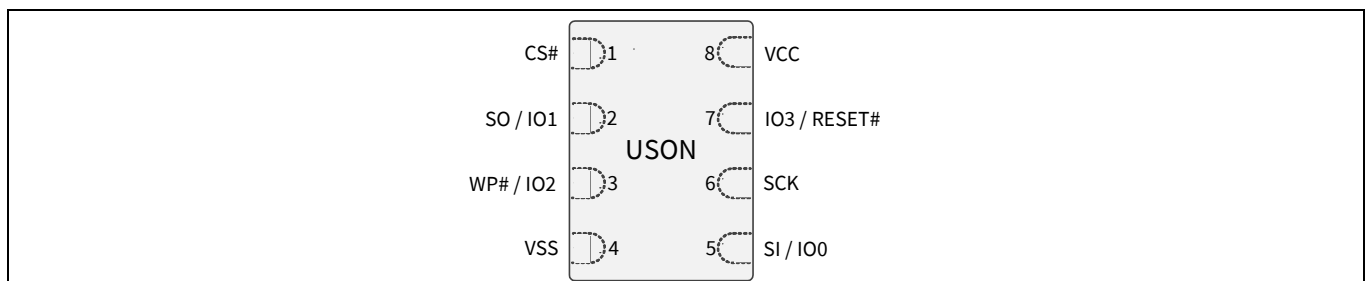 CS# 1 8 VCC
SO / IO1 2 7 IO3 / RESET#
USON
WP# / IO2 3 6 SCK
VSS 4 5 SI / IO0